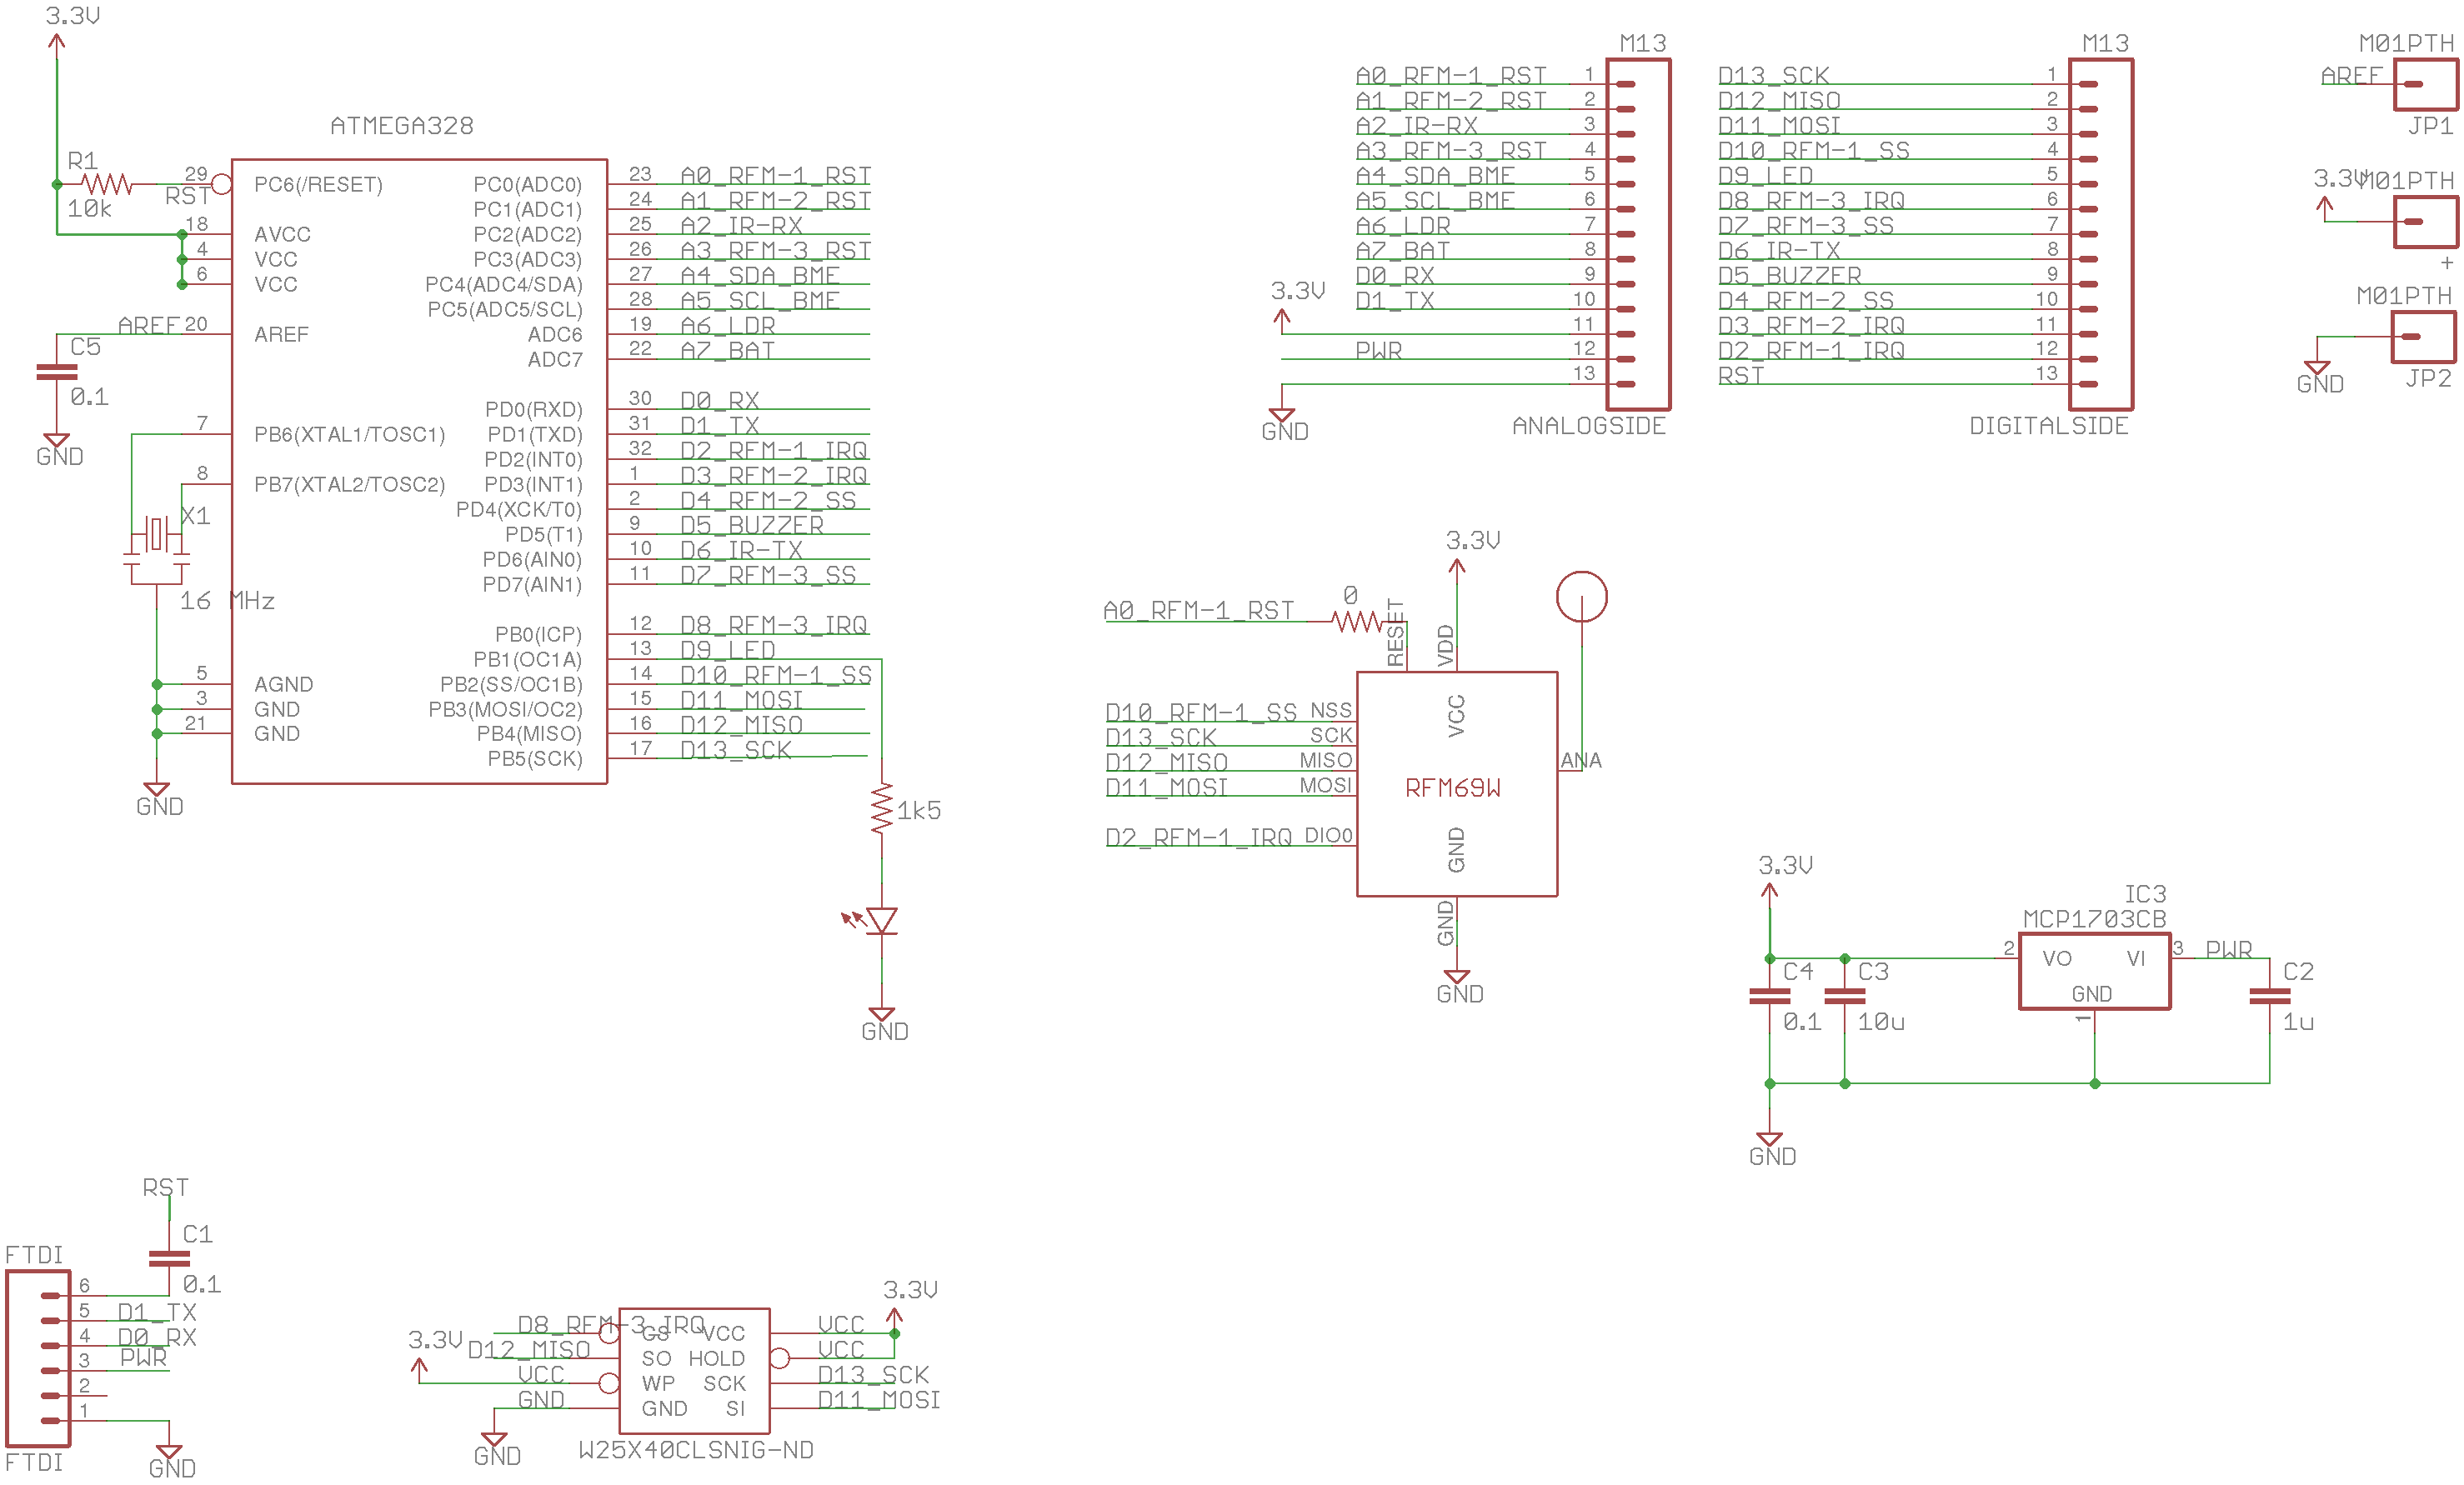 3.3V
ATMEGA328
R1
10k
29
RST
PC6(/RESET)
18
AVCC
4
VCC
6
VCC
AREF
20
AREF
C5
0.1
GND
7
PB6(XTAL1/TOSC1)
8
PB7(XTAL2/TOSC2)
X1
16 MHz
5
AGND
3
GND
21
GND
GND
PC0(ADC0) 23 A0_RFM-1_RST
PC1(ADC1) 24 A1_RFM-2_RST
PC2(ADC2) 25 A2_IR-RX
PC3(ADC3) 26 A3_RFM-3_RST
PC4(ADC4/SDA) 27 A4_SDA_BME
PC5(ADC5/SCL) 28 A5_SCL_BME
ADC6 19 A6_LDR
ADC7 22 A7_BAT
PD0(RXD) 30 D0_RX
PD1(TXD) 31 D1_TX
PD2(INT0) 32 D2_RFM-1_IRQ
PD3(INT1) 1 D3_RFM-2_IRQ
PD4(XCK/T0) 2 D4_RFM-2_SS
PD5(T1) 9 D5_BUZZER
PD6(AIN0) 10 D6_IR-TX
PD7(AIN1) 11 D7_RFM-3_SS
PB0(ICP) 12 D8_RFM-3_IRQ
PB1(OC1A) 13 D9_LED
PB2(SS/OC1B) 14 D10_RFM-1_SS
PB3(MOSI/OC2) 15 D11_MOSI
PB4(MISO) 16 D12_MISO
PB5(SCK) 17 D13_SCK
1k5
GND
M13
A0_RFM-1_RST 1
A1_RFM-2_RST 2
A2_IR-RX 3
A3_RFM-3_RST 4
A4_SDA_BME 5
A5_SCL_BME 6
A6_LDR 7
A7_BAT 8
D0_RX 9
D1_TX 10
3.3V
11
PWR 12
13
GND
ANALOGSIDE
M13
D13_SCK 1
D12_MISO 2
D11_MOSI 3
D10_RFM-1_SS 4
D9_LED 5
D8_RFM-3_IRQ 6
D7_RFM-3_SS 7
D6_IR-TX 8
D5_BUZZER 9
D4_RFM-2_SS 10
D3_RFM-2_IRQ 11
D2_RFM-1_IRQ 12
RST 13
DIGITALSIDE
M01PTH
AREF
JP1
3.3V
M01PTH
+
M01PTH
GND
JP2
3.3V
A0_RFM-1_RST
0
RESET
VDD
VCC
D10_RFM-1_SS NSS
D13_SCK SCK
D12_MISO MISO
D11_MOSI MOSI
D2_RFM-1_IRQ DIO0
RFM69W
ANA
GND
GND
GND
3.3V
IC3
MCP1703CB
2
VO
VI
3
PWR
GND
1
C4
0.1
C3
10u
C2
1u
GND
RST
C1
0.1
FTDI
6
5 D1_TX
4 D0_RX
3 PWR
2
1
FTDI
GND
3.3V
D8_RFM-3_IRQ CS
D12_MISO SO
VCC WP
GND GND
GND
3.3V
VCC VCC
HOLD VCC
SCK D13_SCK
SI D11_MOSI
W25X40CLSNIG-ND